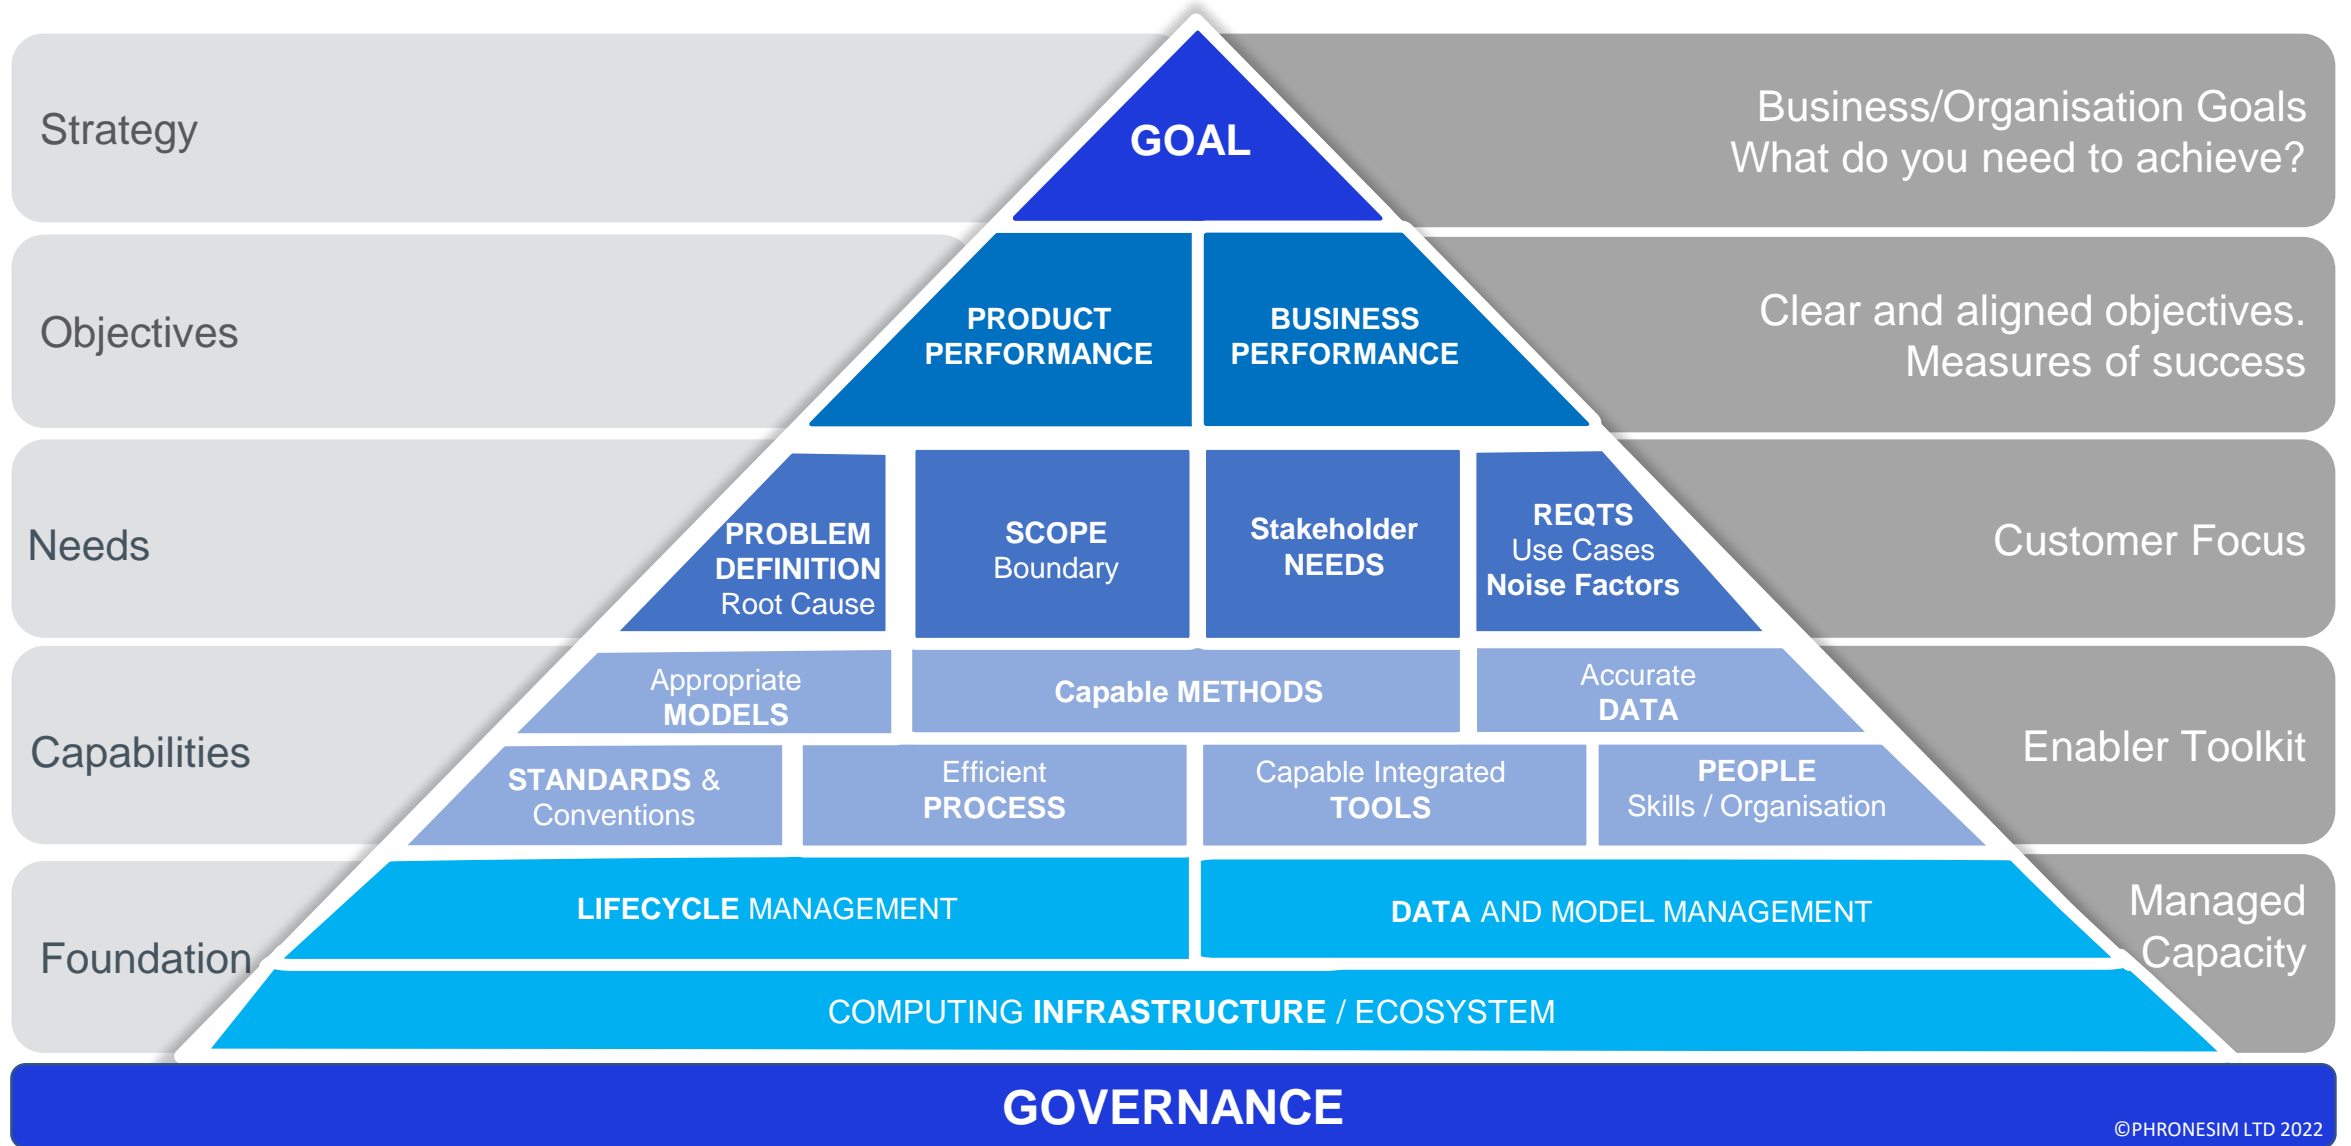 Strategy
GOAL
Business/Organisation Goals
What do you need to achieve?
Objectives
PRODUCT
PERFORMANCE
BUSINESS
PERFORMANCE
Clear and aligned objectives.
Measures of success
Needs
PROBLEM
DEFINITION
Root Cause
SCOPE
Boundary
Stakeholder
NEEDS
REQTS
Use Cases
Noise Factors
Customer Focus
Capabilities
Appropriate
MODELS
Capable METHODS
Accurate
DATA
STANDARDS &
Conventions
Efficient
PROCESS
Capable Integrated
TOOLS
PEOPLE
Skills / Organisation
Enabler Toolkit
Foundation
LIFECYCLE MANAGEMENT
DATA AND MODEL MANAGEMENT
COMPUTING INFRASTRUCTURE / ECOSYSTEM
Managed
Capacity
GOVERNANCE
©PHRONESIM LTD 2022